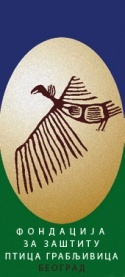 ФОНДАЦИЈА
ЗА ЗАШТИТУ
ПТИЦА ГРАБЉИВИЦА
БЕОГРАД